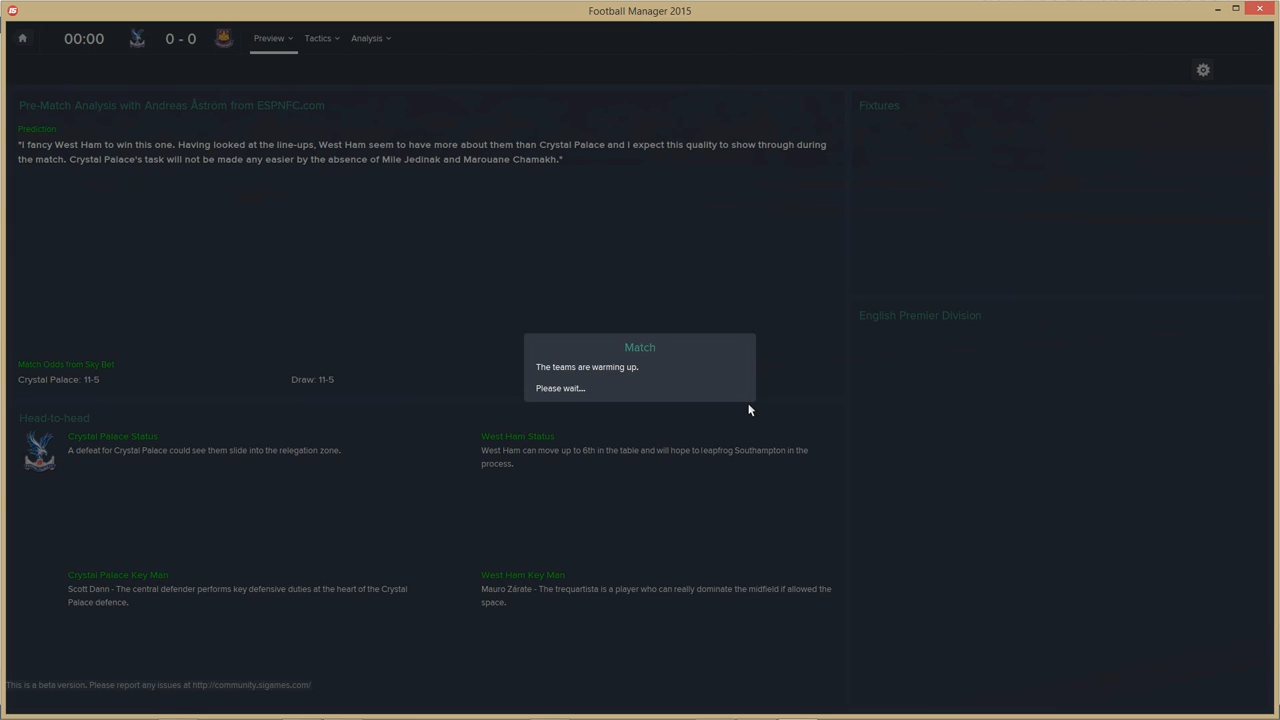 Football Manager 2015
00:00 0 - 0 Preview Tactics Analysis
Pre-Match Analysis with Andreas Åström from ESPNFC.com
Prediction
"I fancy West Ham to win this one. Having looked at the line-ups, West Ham seem to have more about them than Crystal Palace and I expect this quality to show through during
the match. Crystal Palace's task will not be made any easier by the absence of Mile Jedinak and Marouane Chamakh."
Fixtures
Match
The teams are warming up.
Please wait...
Match Odds from Sky Bet
Crystal Palace: 11-5 Draw: 11-5
English Premier Division
Head-to-head
Crystal Palace Status
A defeat for Crystal Palace could see them slide into the relegation zone.
West Ham Status
West Ham can move up to 6th in the table and will hope to leapfrog Southampton in the
process.
Crystal Palace Key Man
Scott Dann - The central defender performs key defensive duties at the heart of the Crystal
Palace defence.
West Ham Key Man
Mauro Zárate - The trequartista is a player who can really dominate the midfield if allowed the
space.
This is a beta version. Please report any issues at http://community.sigames.com/